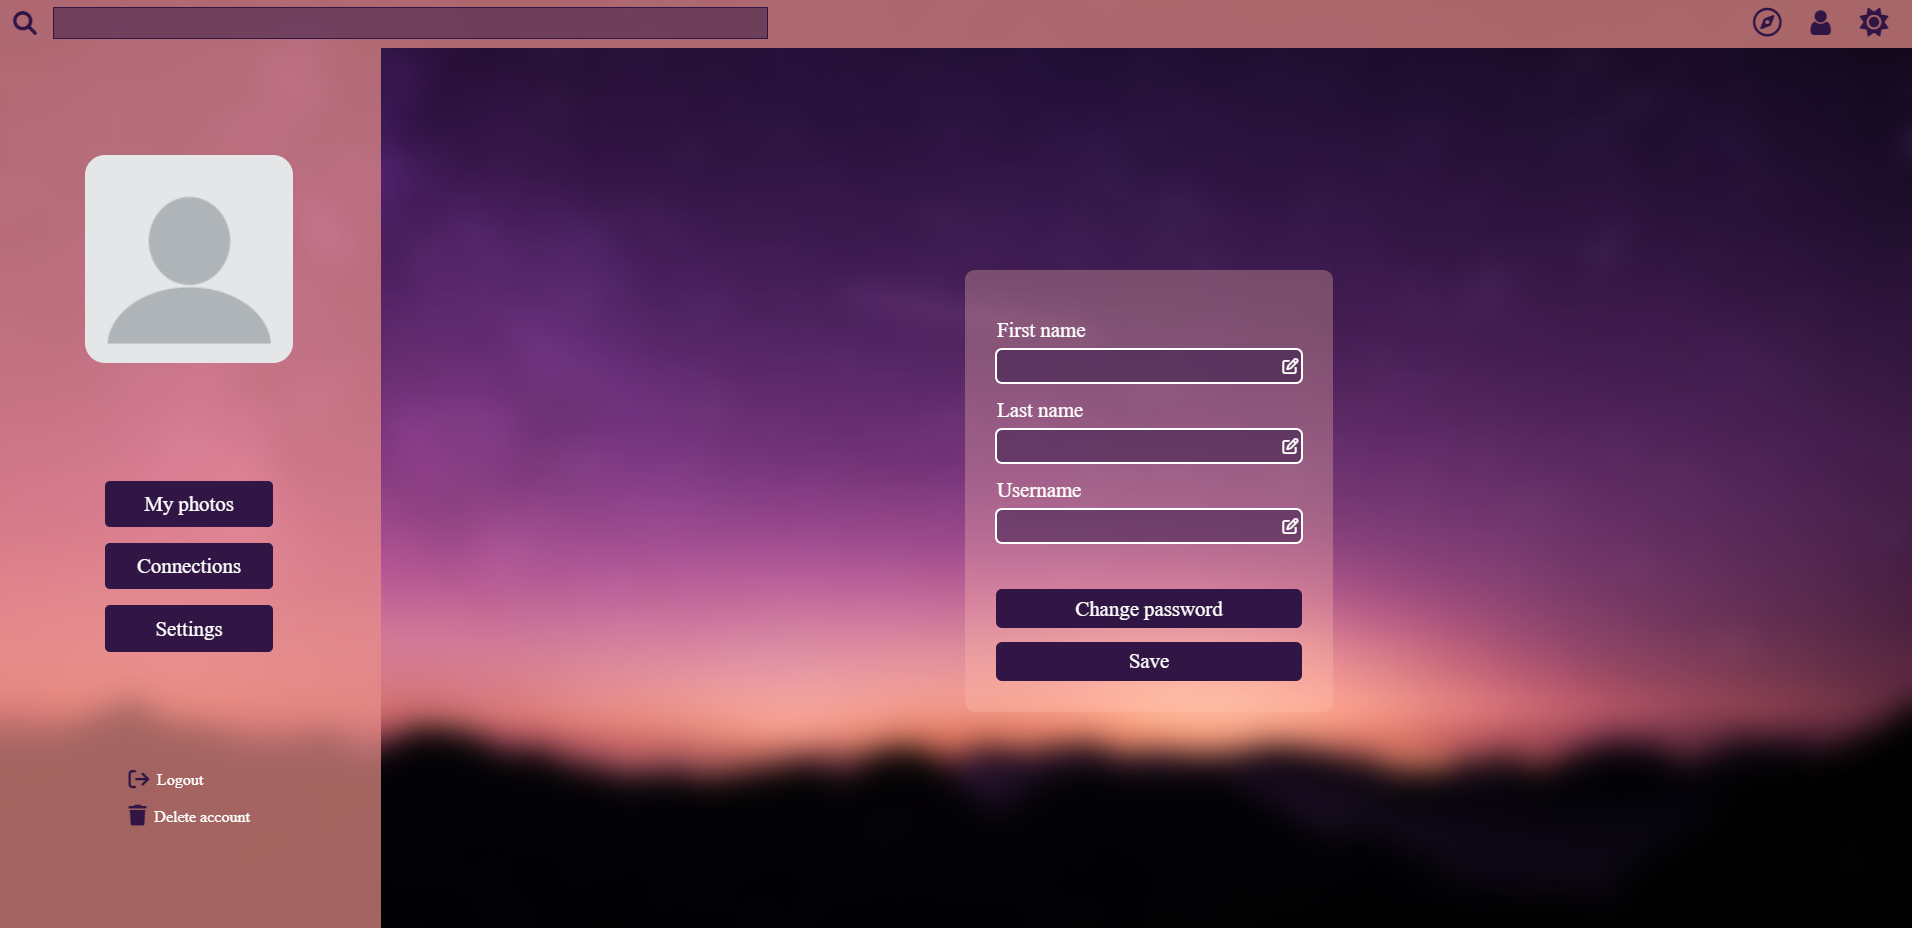 My photos
Connections
Settings
Logout
Delete account
First name
Last name
Username
Change password
Save